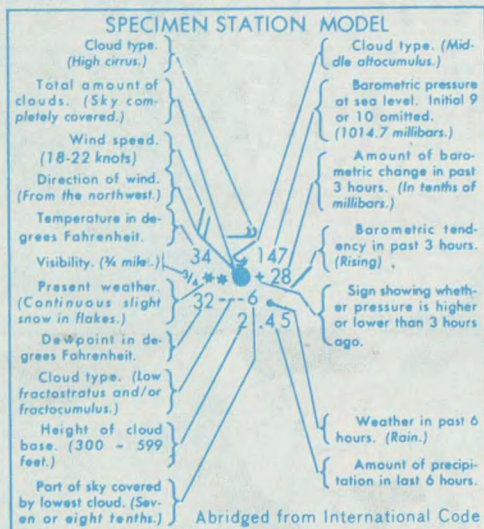 SPECIMEN STATION MODEL
Cloud type.
(High cirrus.)
Total amount of
clouds. (Sky com-
pletely covered.)
Wind speed.
(18-22 knots)
Direction of wind.
(From the northwest.)
Temperature in de-
grees Fahrenheit.
Visibility. (¾ mile.)
Present weather.
(Continuous slight
snow in flakes.)
Dewpoint in de-
grees Fahrenheit.
Cloud type. (Low
fractostratus and/or
fractocumulus.)
Height of cloud
base. (300 - 599
feet.)
Part of sky covered
by lowest cloud. (Sev-
en or eight tenths.)
34 147
¾ ** +28
32 --- 6
2 .45
Cloud type. (Mid-
dle altocumulus.)
Barometric pressure
at sea level. Initial 9
or 10 omitted.
(1014.7 millibars.)
Amount of baro-
metric change in past
3 hours. (In tenths of
millibars.)
Barometric tend-
ency in past 3 hours.
(Rising)
Sign showing wheth-
er pressure is higher
or lower than 3 hours
ago.
Weather in past 6
hours. (Rain.)
Amount of precipi-
tation in last 6 hours.
Abridged from International Code